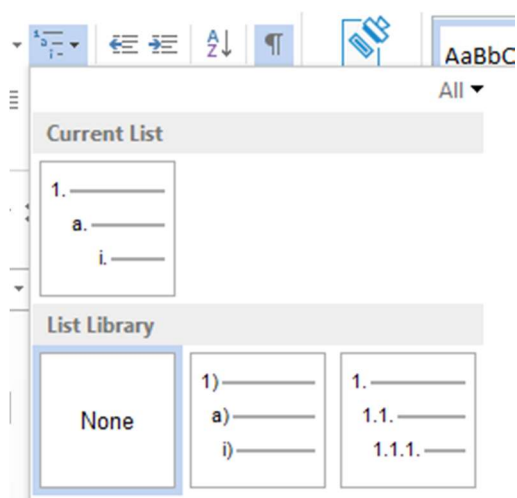 A
Z
AaBbC
All
Current List
1.
a.
i.
List Library
None
1)
a)
i)
1.
1.1.
1.1.1.